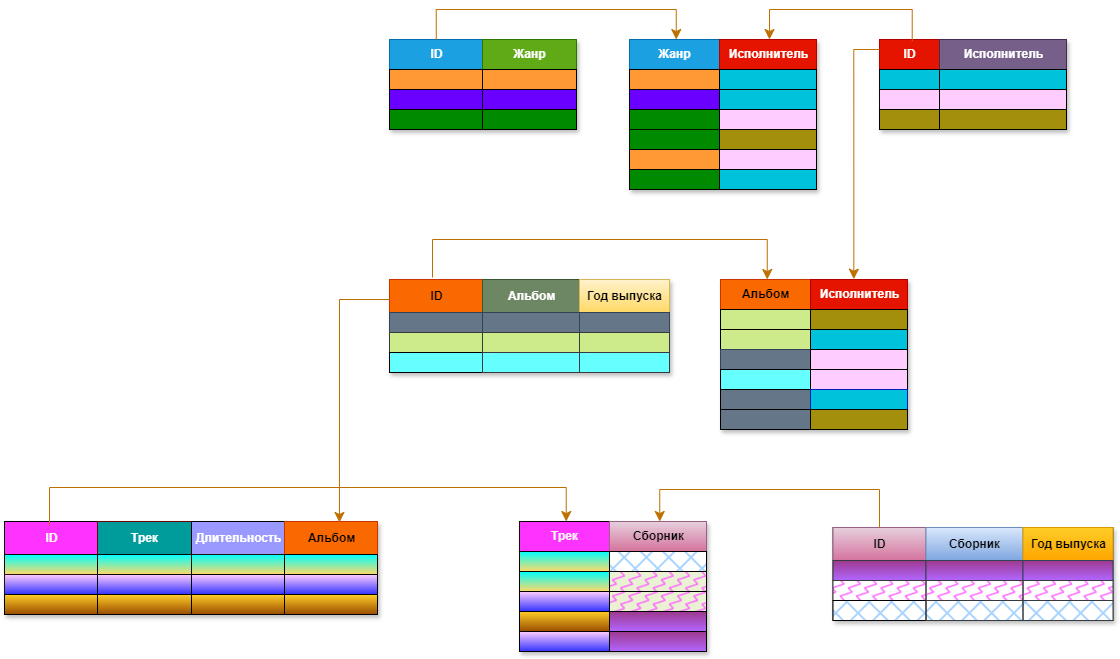 ID Жанр
Жанр Исполнитель
ID Исполнитель
ID Альбом Год выпуска
Альбом Исполнитель
ID Трек Длительность Альбом
Трек Сборник
ID Сборник Год выпуска